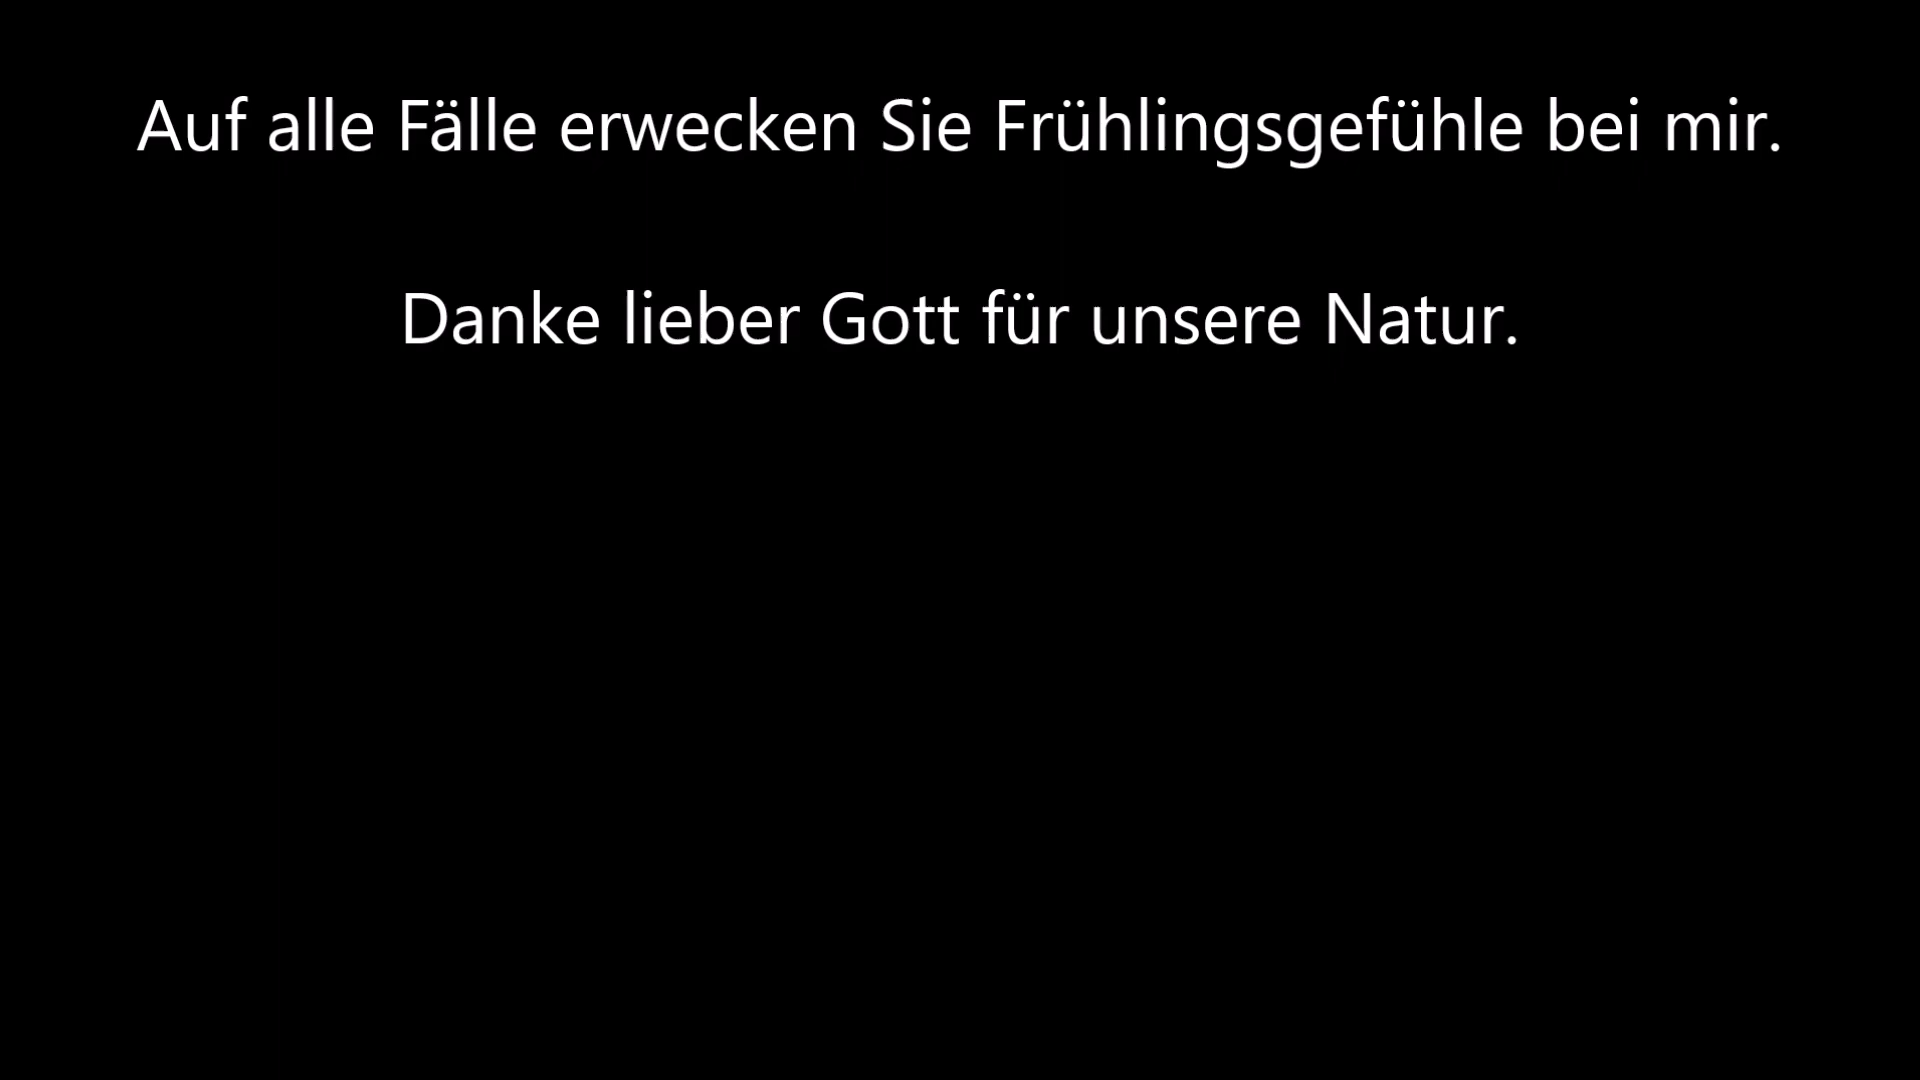 Auf alle Fälle erwecken Sie Frühlingsgefühle bei mir.
Danke lieber Gott für unsere Natur.